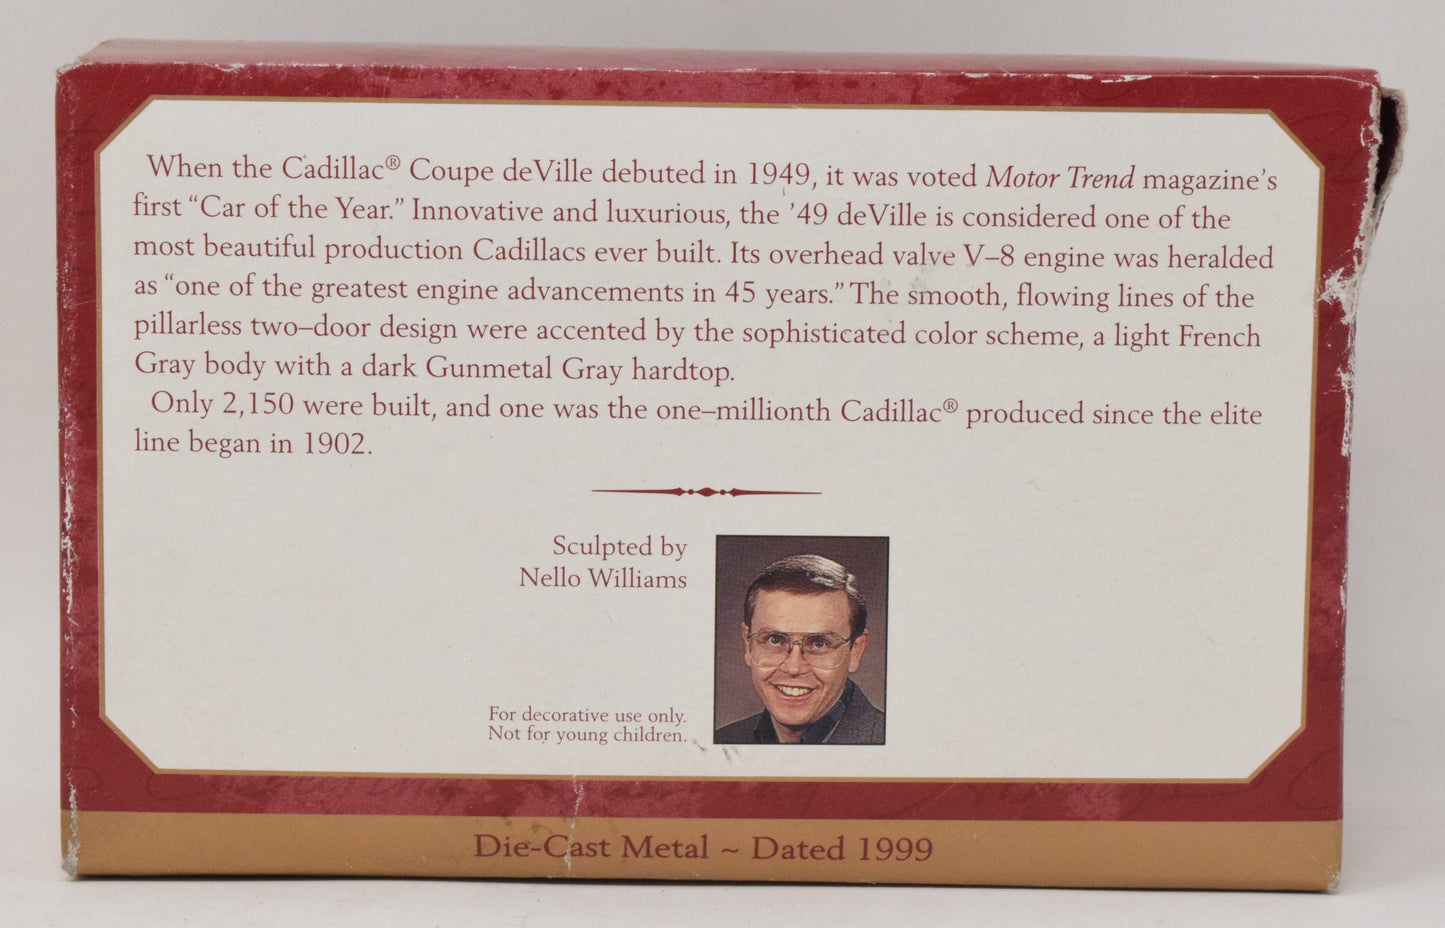 When the Cadillac® Coupe deVille debuted in 1949, it was voted Motor Trend magazine's
first “Car of the Year.” Innovative and luxurious, the ’49 deVille is considered one of the
most beautiful production Cadillacs ever built. Its overhead valve V–8 engine was heralded
as “one of the greatest engine advancements in 45 years.” The smooth, flowing lines of the
pillarless two–door design were accented by the sophisticated color scheme, a light French
Gray body with a dark Gunmetal Gray hardtop.
Only 2,150 were built, and one was the one–millionth Cadillac® produced since the elite
line began in 1902.
Sculpted by
Nello Williams
For decorative use only.
Not for young children.
Die-Cast Metal ~ Dated 1999